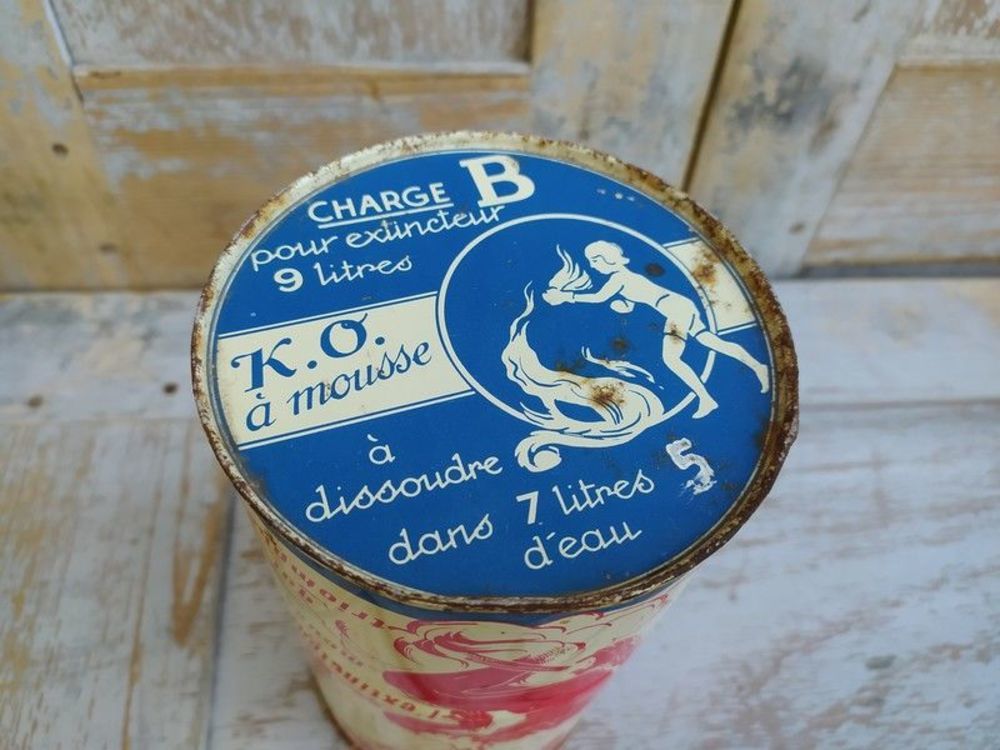 CHARGE B
pour extincteur
9 litres
K.O.
à mousse
à
dissoudre
dans 7 litres 5
d'eau